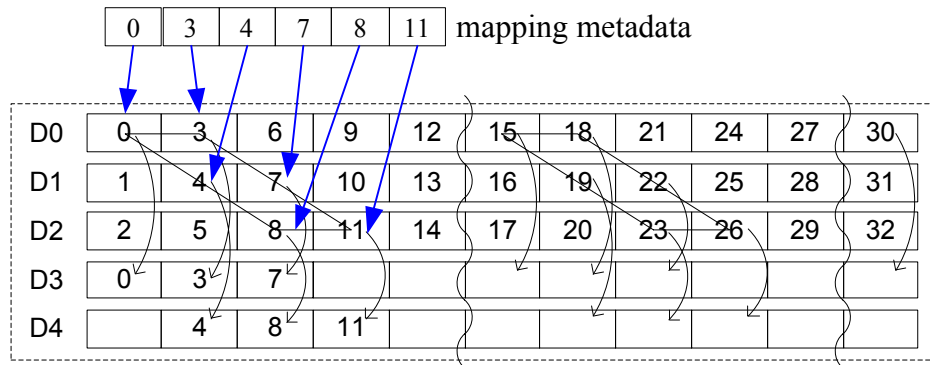 0 3 4 7 8 11 mapping metadata
D0 0 3 6 9 12 15 18 21 24 27 30
D1 1 4 7 10 13 16 19 22 25 28 31
D2 2 5 8 11 14 17 20 23 26 29 32
D3 0 3 7
D4 4 8 11